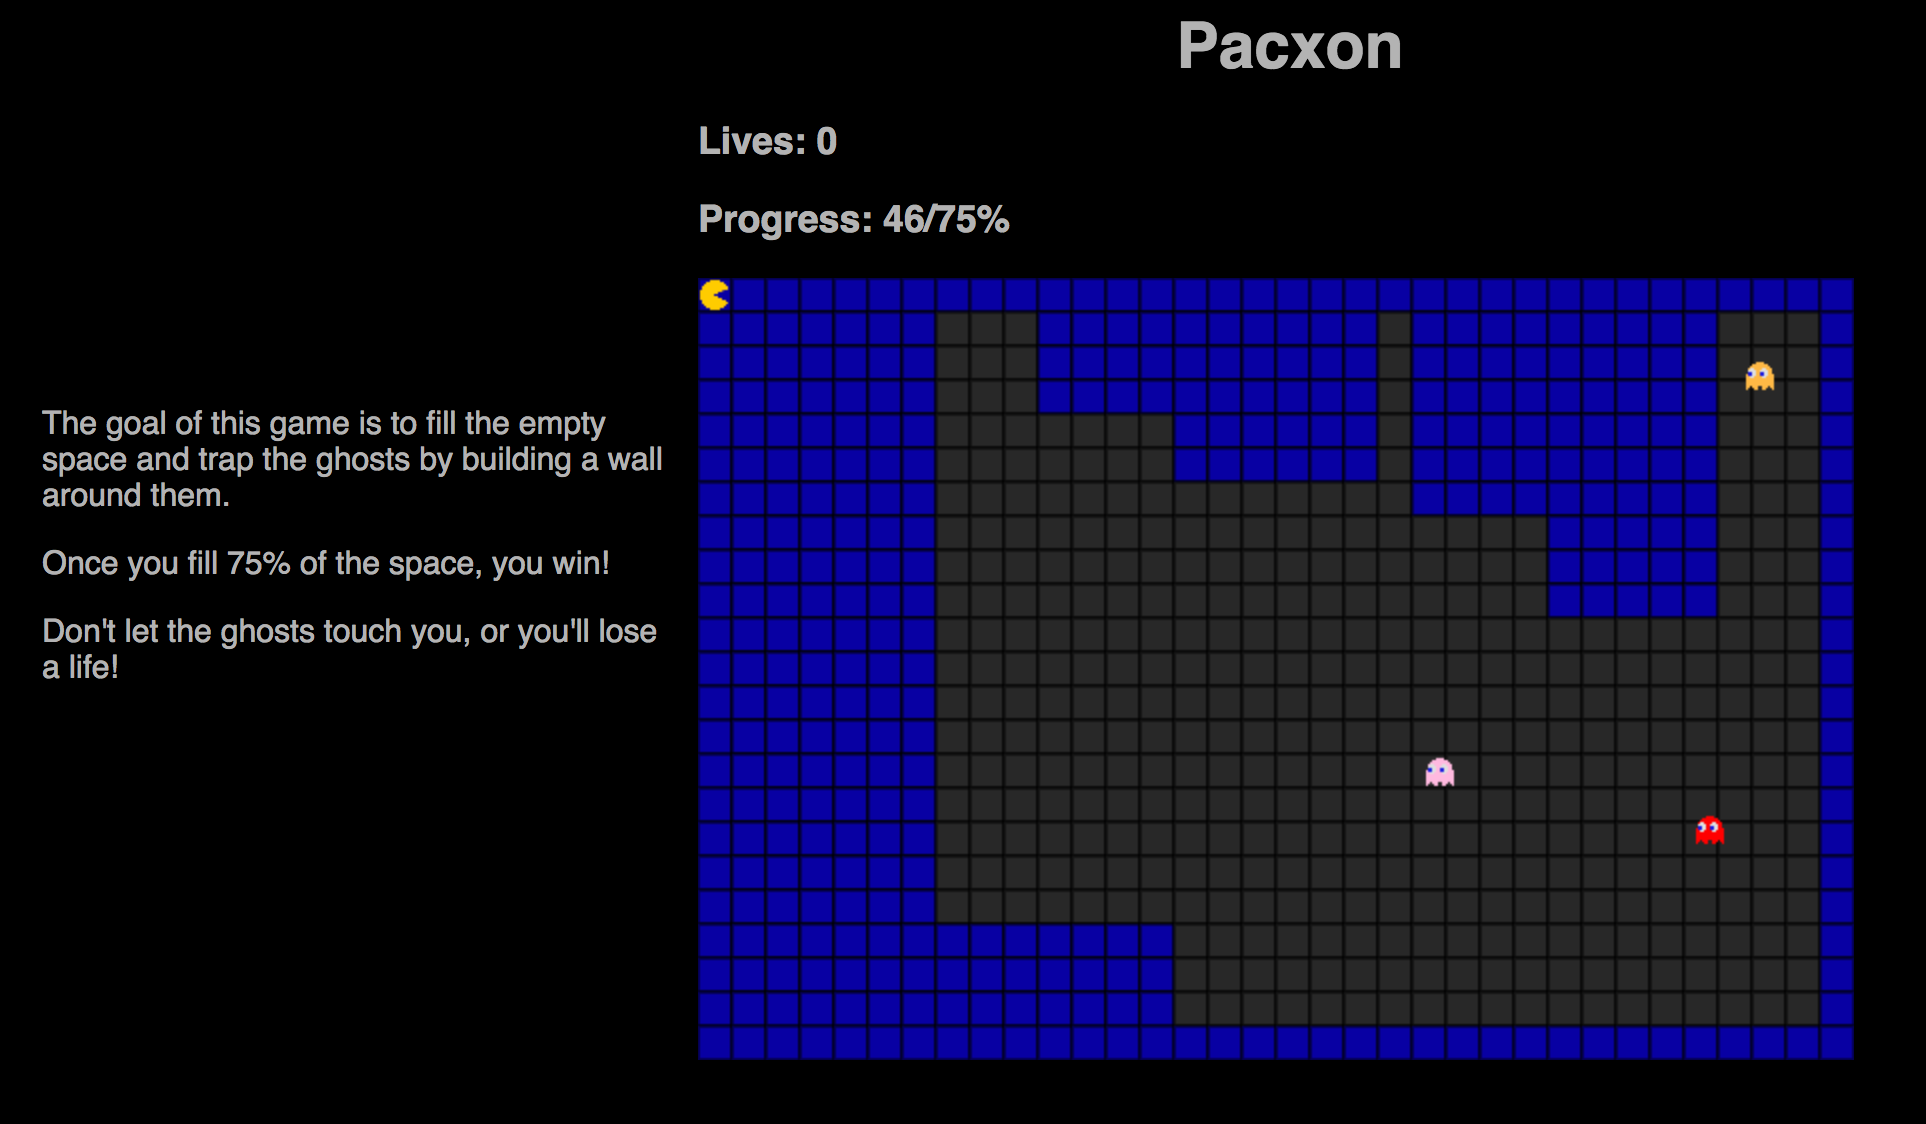 Pacxon
Lives: 0
Progress: 46/75%
The goal of this game is to fill the empty
space and trap the ghosts by building a wall
around them.
Once you fill 75% of the space, you win!
Don't let the ghosts touch you, or you'll lose
a life!